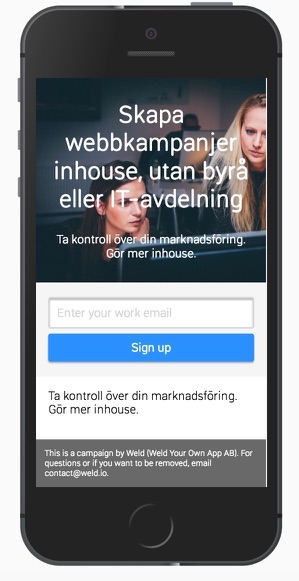 Skapa
webbkampanjer
inhouse, utan byrå
eller IT-avdelning
Ta kontroll över din marknadsföring.
Gör mer inhouse.
Enter your work email
Sign up
Ta kontroll över din marknadsföring.
Gör mer inhouse.
This is a campaign by Weld (Weld Your Own App AB). For
questions or if you want to be removed, email
contact@weld.io.